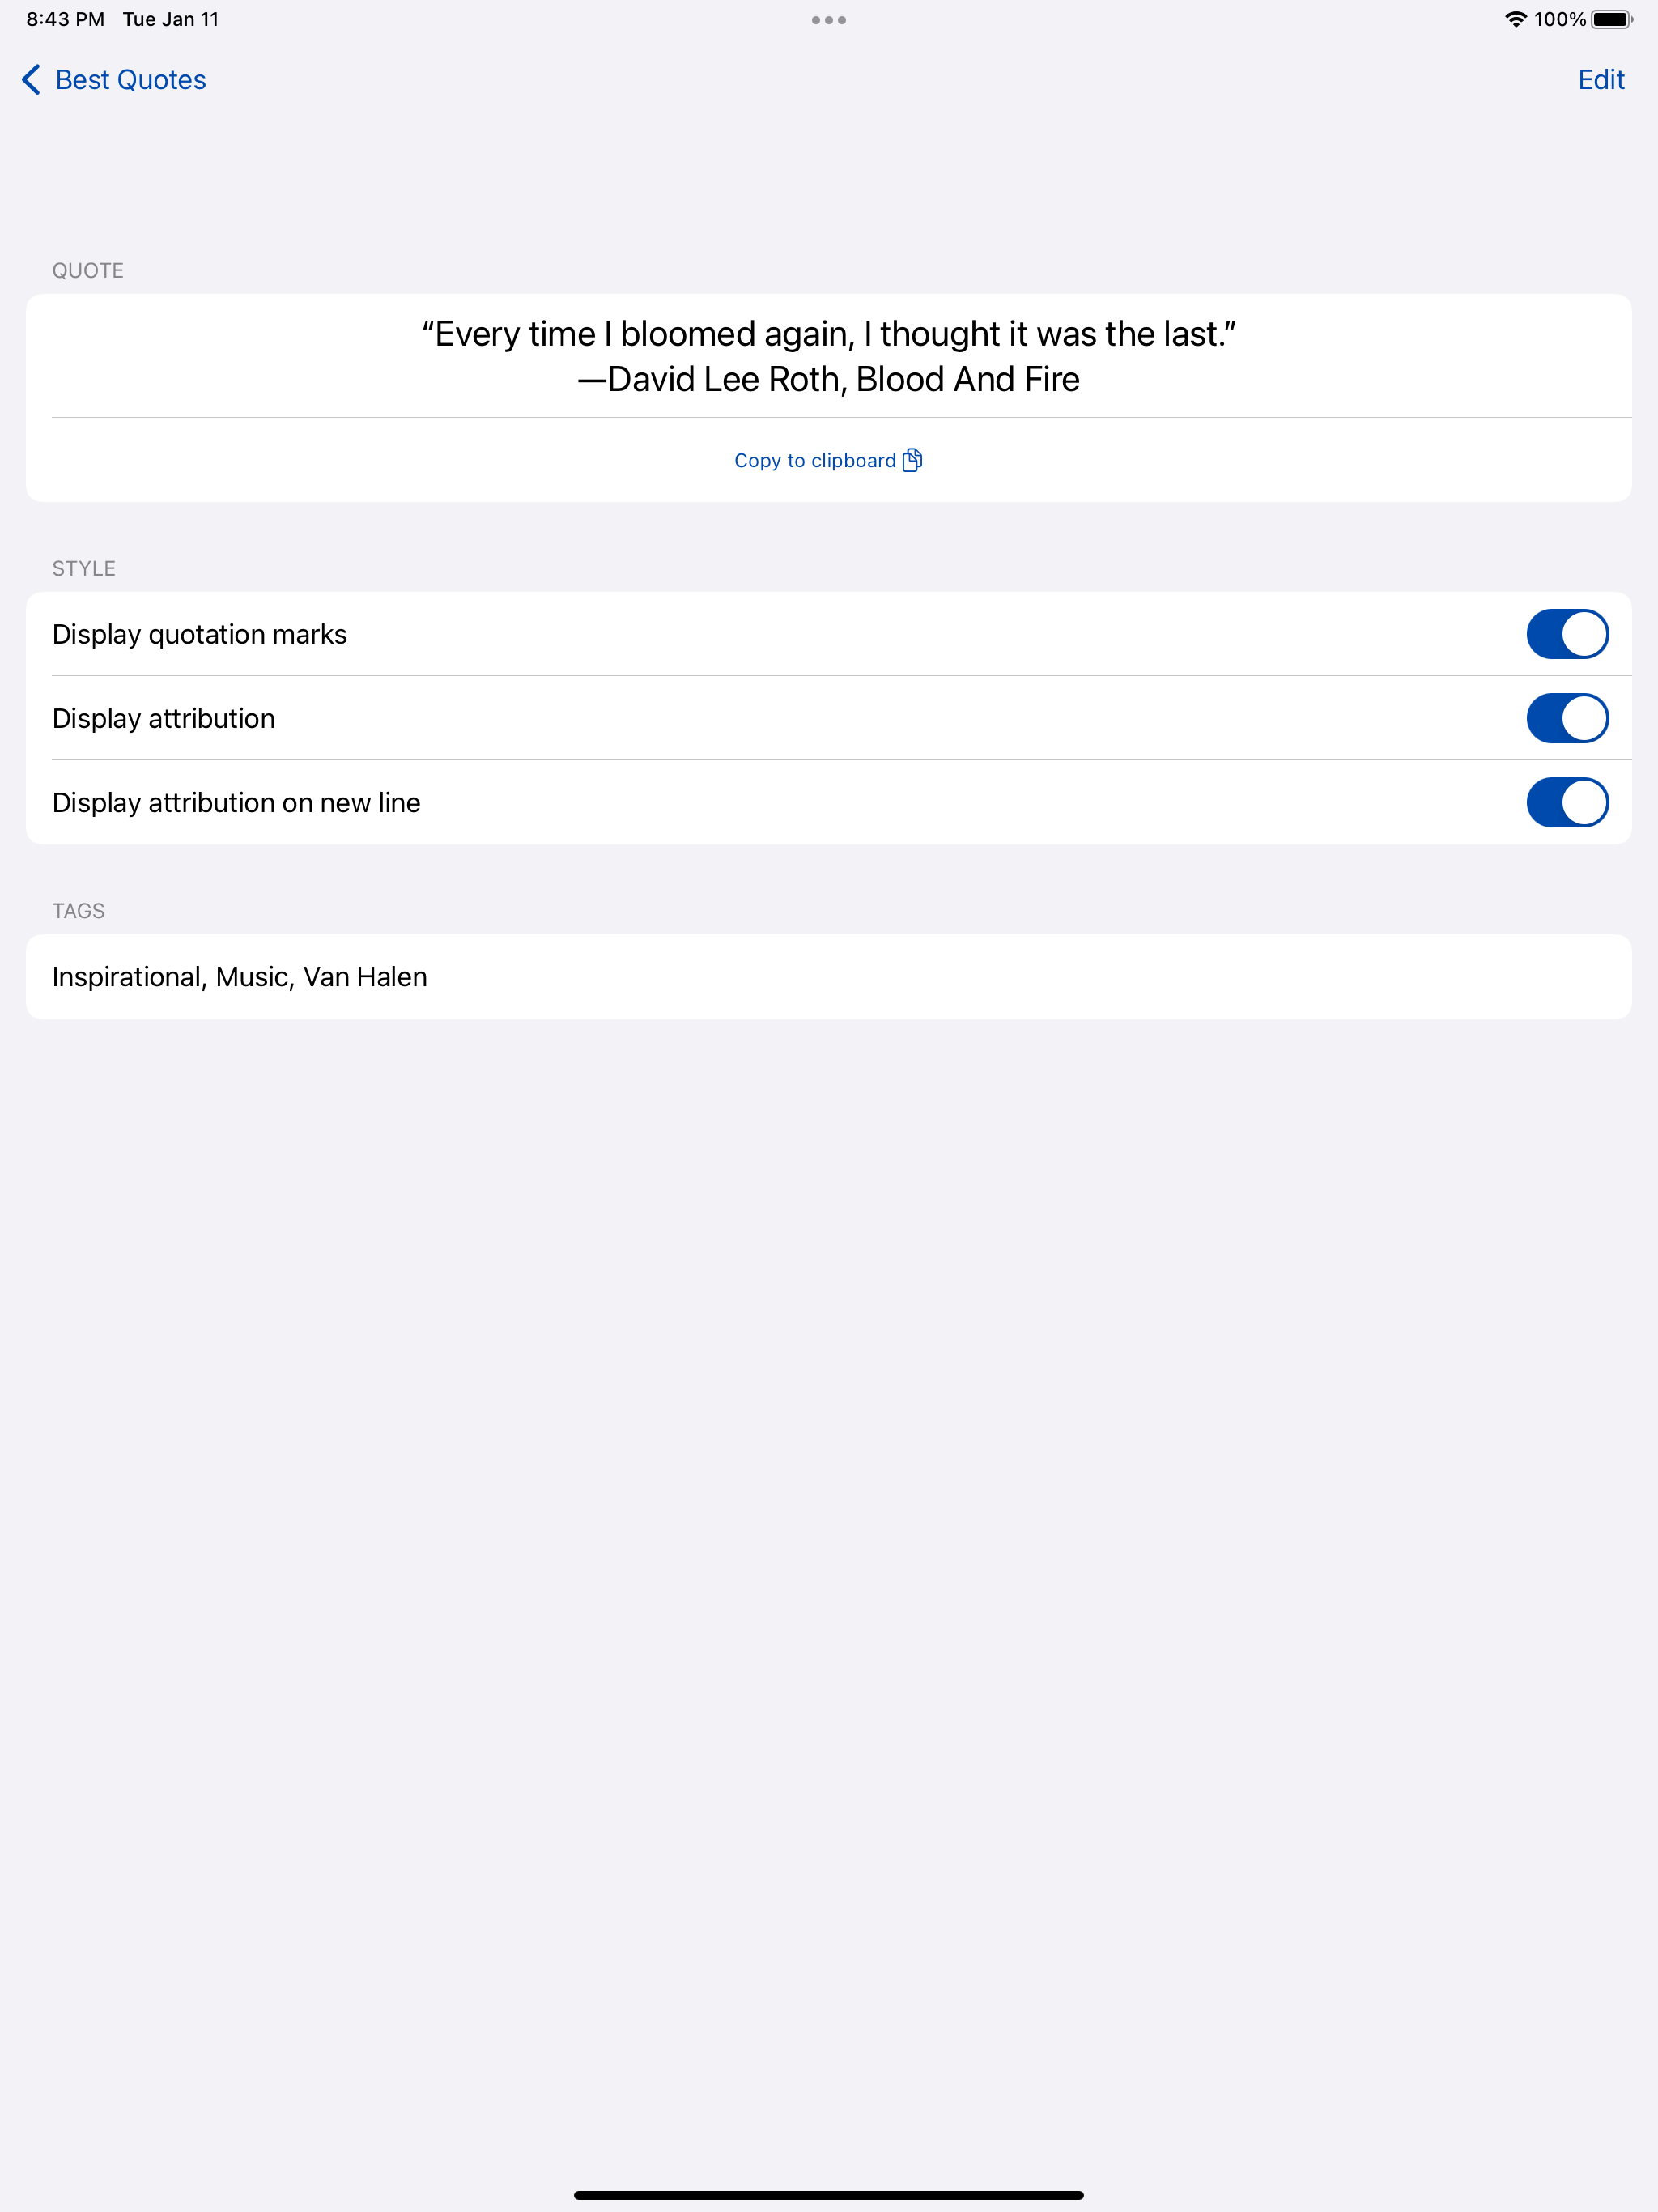 8:43 PM Tue Jan 11
100%
Best Quotes
Edit
QUOTE
“Every time I bloomed again, I thought it was the last.”
—David Lee Roth, Blood And Fire
Copy to clipboard
STYLE
Display quotation marks
Display attribution
Display attribution on new line
TAGS
Inspirational, Music, Van Halen